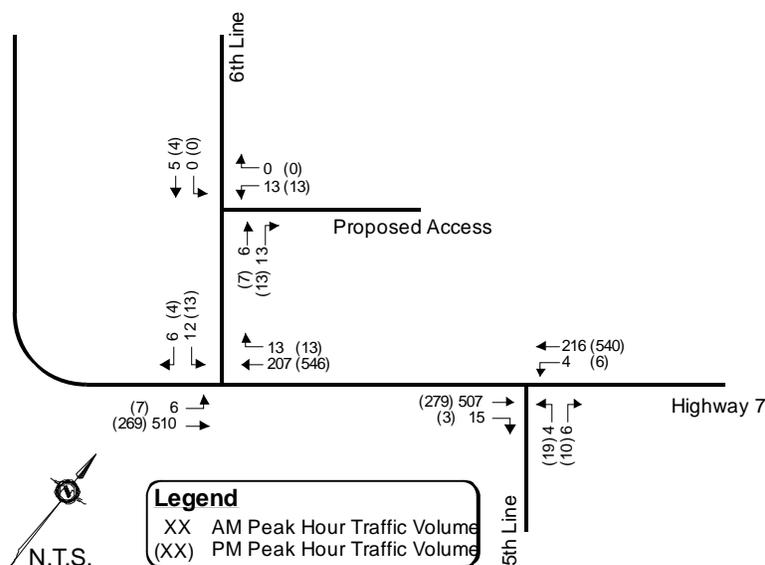 6th Line
5 (4)
0 (0)
0 (0)
13 (13)
Proposed Access
(7) 6
(13) 13
6 (4)
12 (13)
13 (13)
207 (546)
216 (540)
4 (6)
(7) 6
(269) 510
(279) 507
(3) 15
Highway 7
(19) 4
(10) 6
5th Line
N
N.T.S.
Legend
XX AM Peak Hour Traffic Volume
(XX) PM Peak Hour Traffic Volume